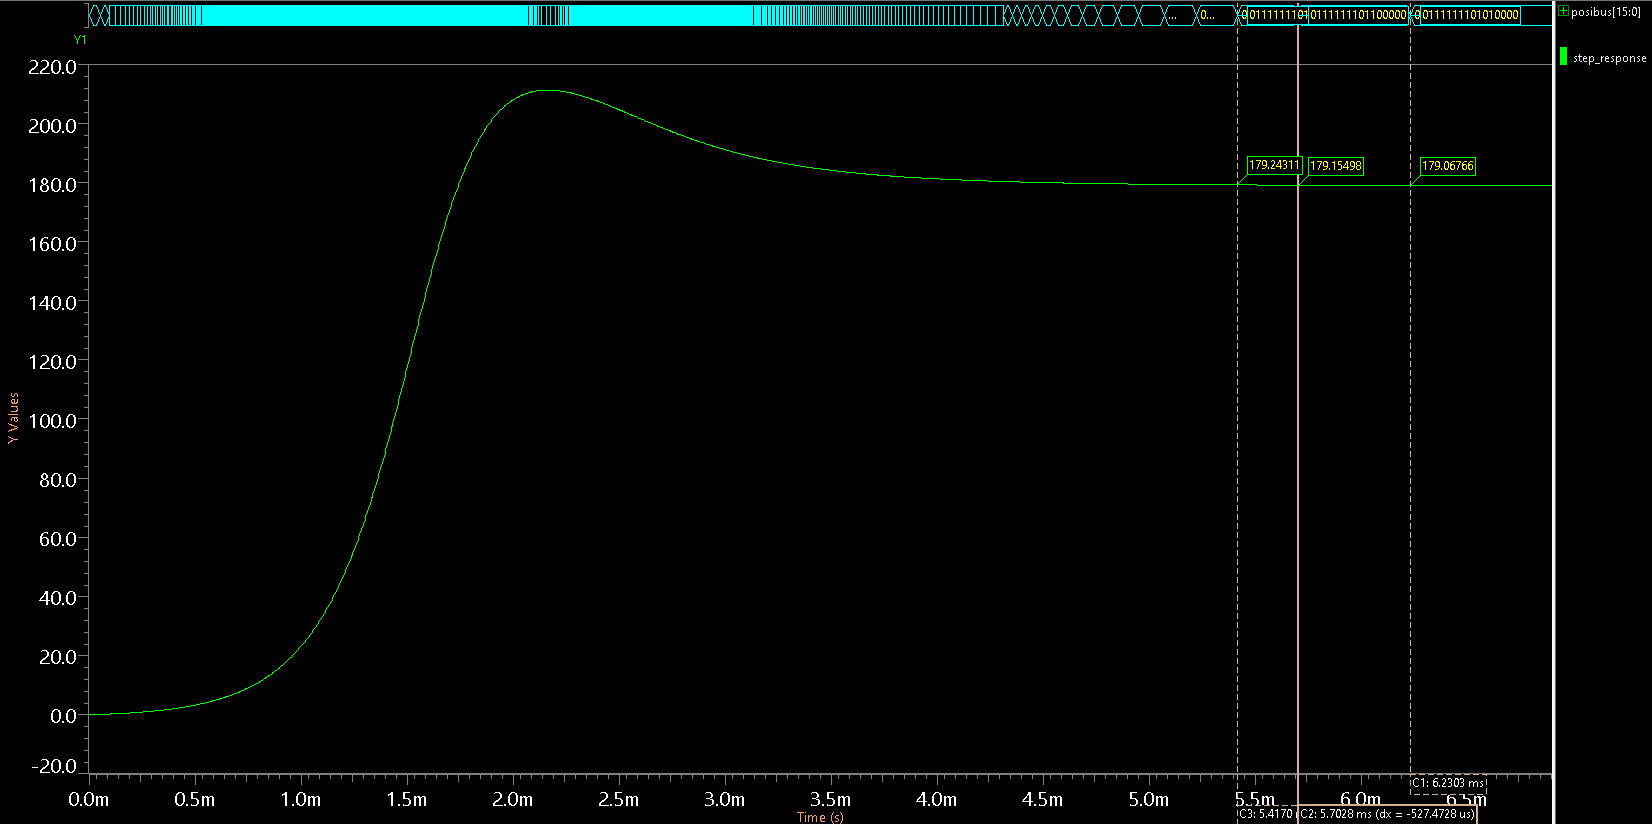 ... 0... 0 01111111101 0111111101100000 0 0111111101010000
posibus[15:0]
Y1
step_response
220.0
200.0
180.0
160.0
140.0
120.0
100.0
80.0
60.0
40.0
20.0
0.0
-20.0
Y Values
179.24311 179.15498 179.06766
C1: 6.2303 ms
0.0m 0.5m 1.0m 1.5m 2.0m 2.5m 3.0m 3.5m 4.0m 4.5m 5.0m 5.5m 6.0m 6.5m
C3: 5.4170 C2: 5.7028 ms (dx = -527.4728 us)
Time (s)